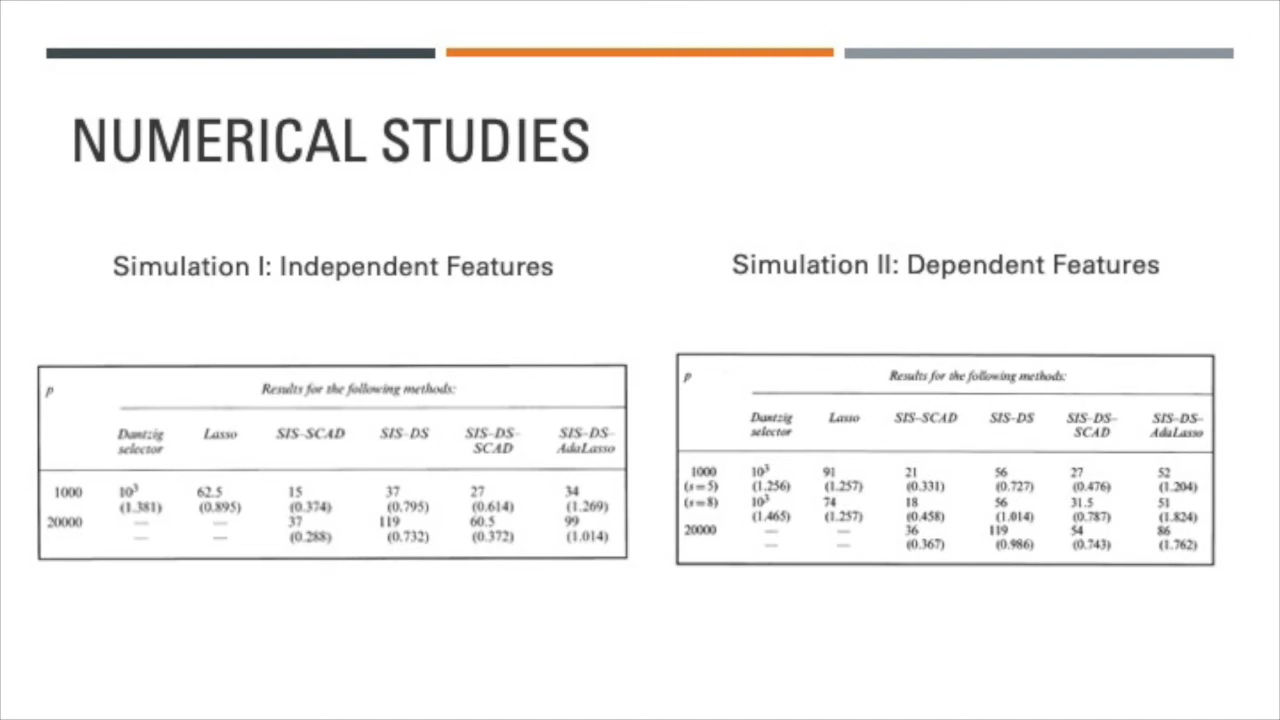 NUMERICAL STUDIES
Simulation I: Independent Features
p Results for the following methods:
Dantzig selector Lasso SIS–SCAD SIS–DS SIS–DS–SCAD SIS–DS–AdaLasso
1000 10³ 62.5 15 37 27 34
(1.381) (0.895) (0.374) (0.795) (0.614) (1.269)
20000 — — 37 119 60.5 99
— — (0.288) (0.732) (0.372) (1.014)
Simulation II: Dependent Features
p Results for the following methods:
Dantzig selector Lasso SIS–SCAD SIS–DS SIS–DS–SCAD SIS–DS–AdaLasso
1000 10³ 91 21 56 27 52
(s=5) (1.256) (1.257) (0.331) (0.727) (0.476) (1.204)
(s=8) 10³ 74 18 56 31.5 51
(1.465) (1.257) (0.458) (1.014) (0.787) (1.824)
20000 — — 36 119 54 86
— — (0.367) (0.986) (0.743) (1.762)